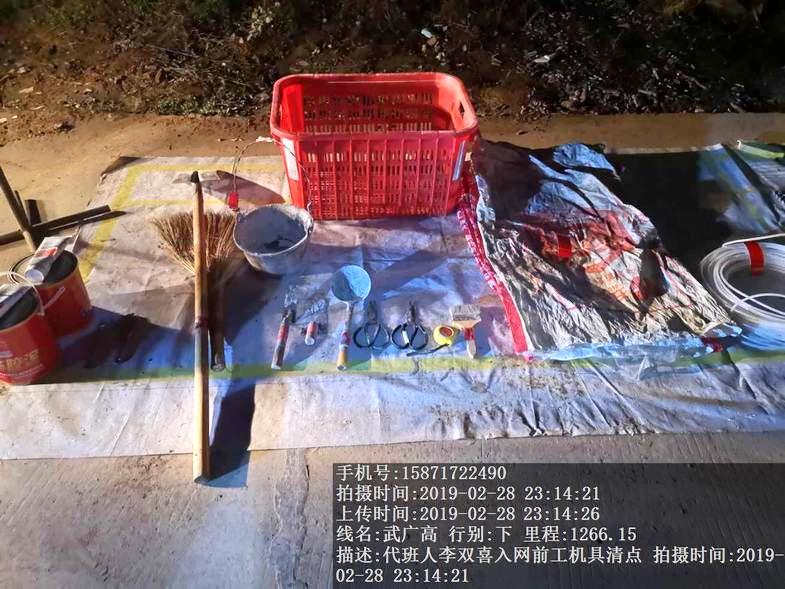 手机号:15871722490
拍摄时间:2019-02-28 23:14:21
上传时间:2019-02-28 23:14:26
线名:武广高 行别:下 里程:1266.15
描述:代班人李双喜入网前工机具清点 拍摄时间:2019-
02-28 23:14:21